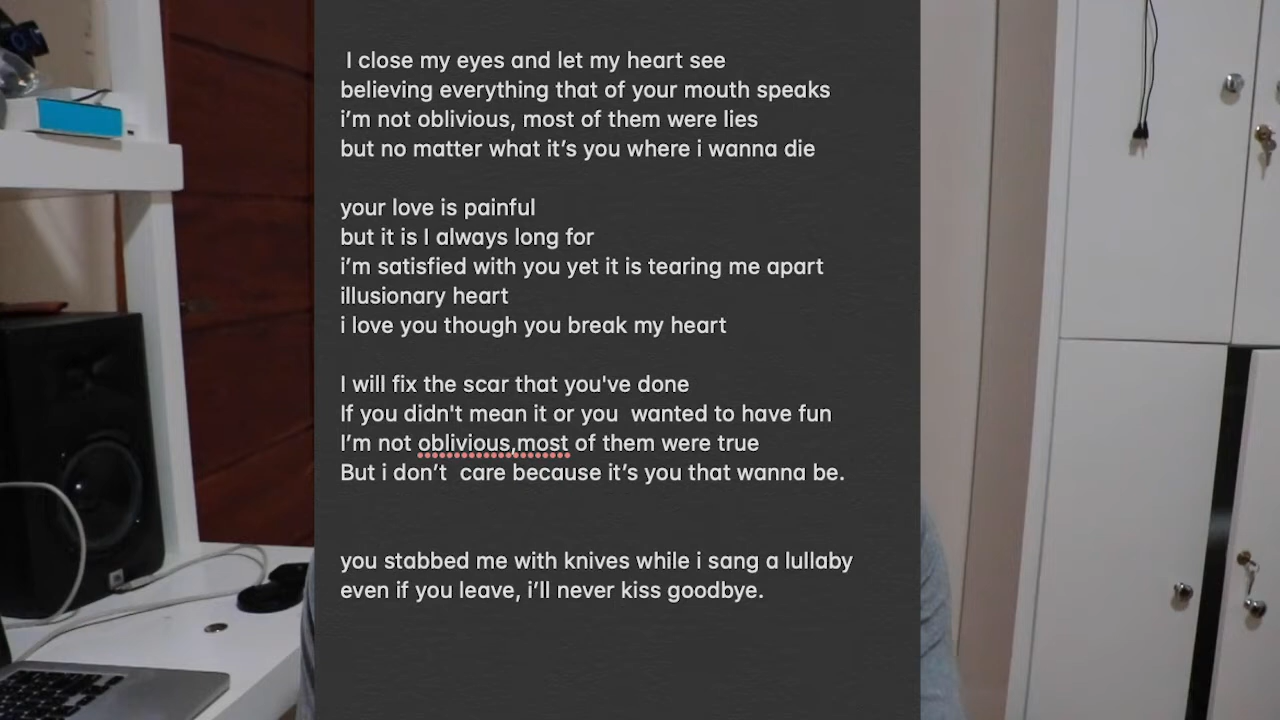 I close my eyes and let my heart see
believing everything that of your mouth speaks
i'm not oblivious, most of them were lies
but no matter what it's you where i wanna die
your love is painful
but it is I always long for
i'm satisfied with you yet it is tearing me apart
illusionary heart
i love you though you break my heart
I will fix the scar that you've done
If you didn't mean it or you  wanted to have fun
I'm not oblivious,most of them were true
But i don't  care because it's you that wanna be.
you stabbed me with knives while i sang a lullaby
even if you leave, i'll never kiss goodbye.